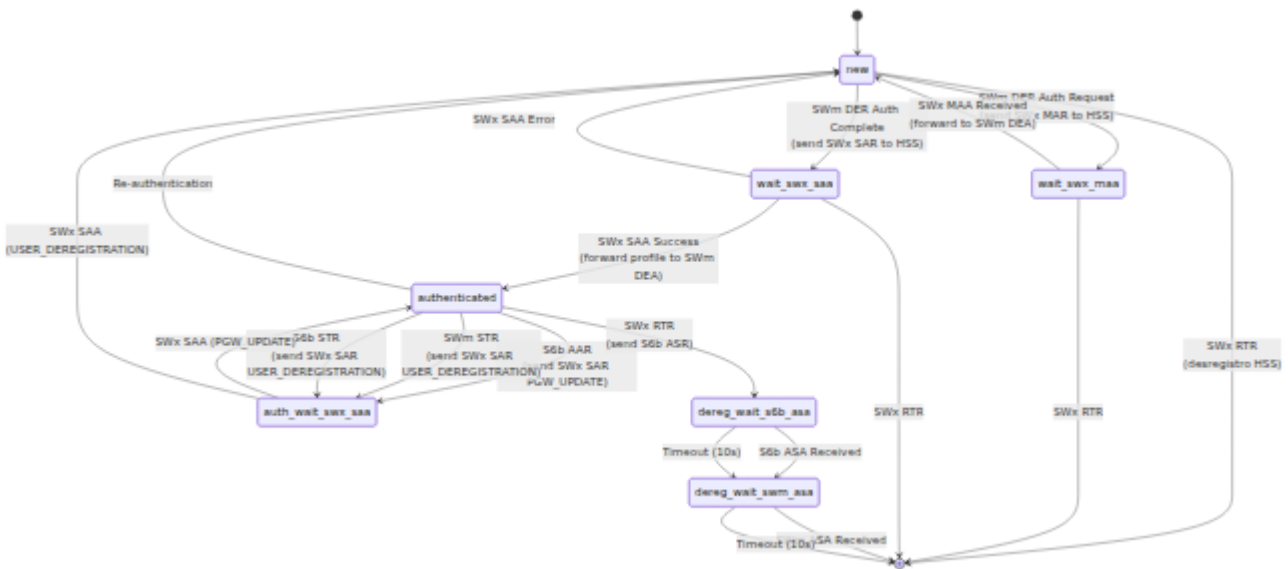 new
SWx SAA Error
SWm DER Auth
Complete
(send SWx SAR to HSS)
SWx MAA Received
(forward to SWm DEA)
SWm DER Auth Request
MAR to HSS)
Re-authentication
wait_swx_saa
wait_swx_maa
SWx SAA
(USER_DEREGISTRATION)
SWx SAA Success
(forward profile to SWm
DEA)
authenticated
SWx SAA (PGW_UPDATE)
S6b STR
(send SWx SAR
USER_DEREGISTRATION)
SWm STR
(send SWx SAR
USER_DEREGISTRATION)
S6b AAR
SWx SAR
PGW_UPDATE)
SWx RTR
(send S6b ASR)
SWx RTR
(desregistro HSS)
auth_wait_swx_saa
dereg_wait_s6b_asa
SWx RTR
SWx RTR
Timeout (10s)
S6b ASA Received
dereg_wait_swm_asa
Timeout (10s)
Received